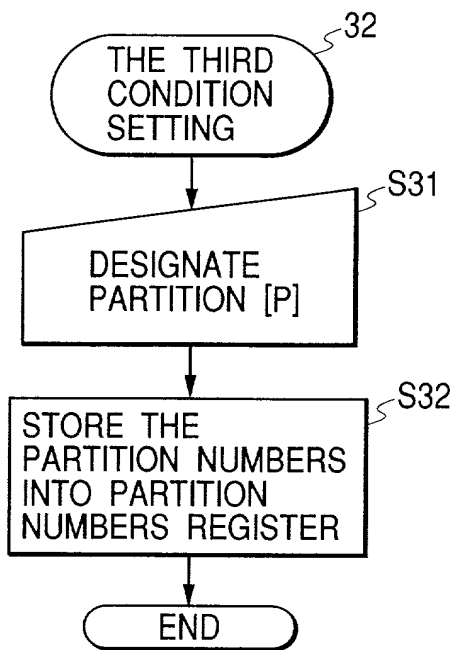 32
THE THIRD
CONDITION
SETTING
S31
DESIGNATE
PARTITION [P]
S32
STORE THE
PARTITION NUMBERS
INTO PARTITION
NUMBERS REGISTER
END